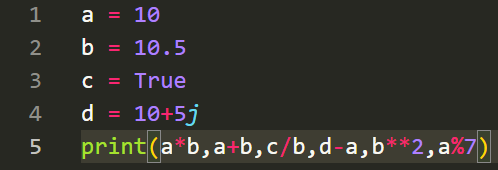 1 a = 10
2 b = 10.5
3 c = True
4 d = 10+5j
5 print(a*b,a+b,c/b,d-a,b**2,a%7)